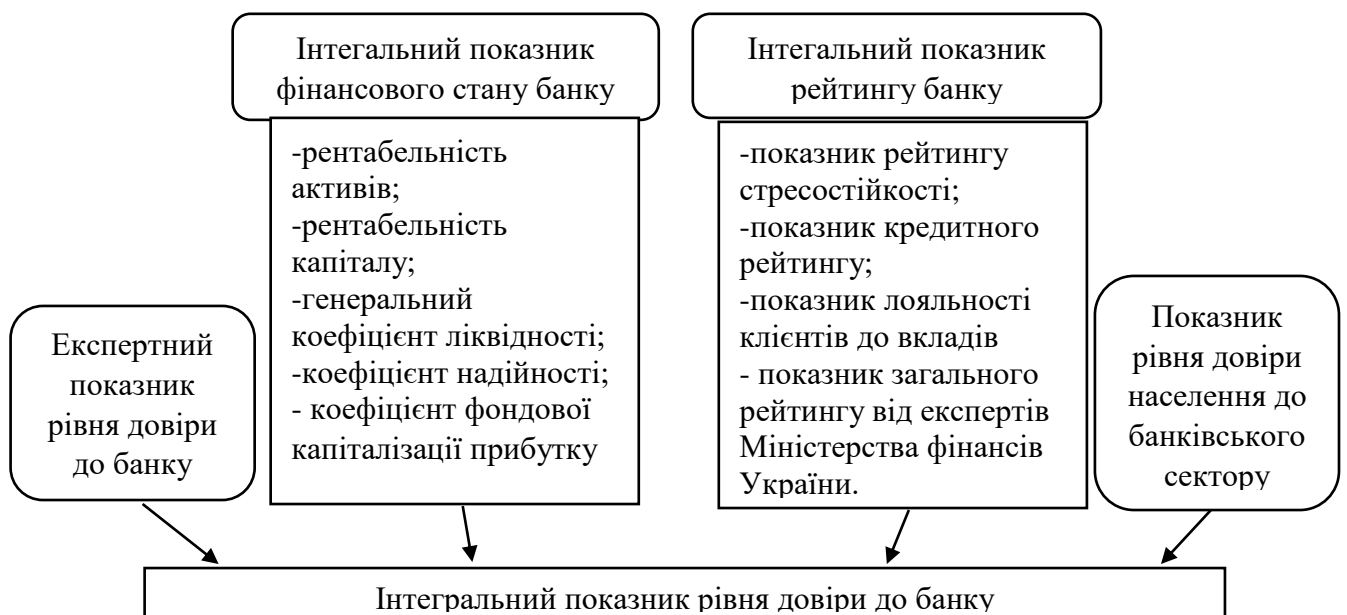 Інтегальний показник
фінансового стану банку
-рентабельність
активів;
-рентабельність
капіталу;
-генеральний
коефіцієнт ліквідності;
-коефіцієнт надійності;
- коефіцієнт фондової
капіталізації прибутку
Інтегальний показник
рейтингу банку
-показник рейтингу
стресостійкості;
-показник кредитного
рейтингу;
-показник лояльності
клієнтів до вкладів
- показник загального
рейтингу від експертів
Міністерства фінансів
України.
Експертний
показник
рівня довіри
до банку
Показник
рівня довіри
населення до
банківського
сектору
Інтегральний показник рівня довіри до банку